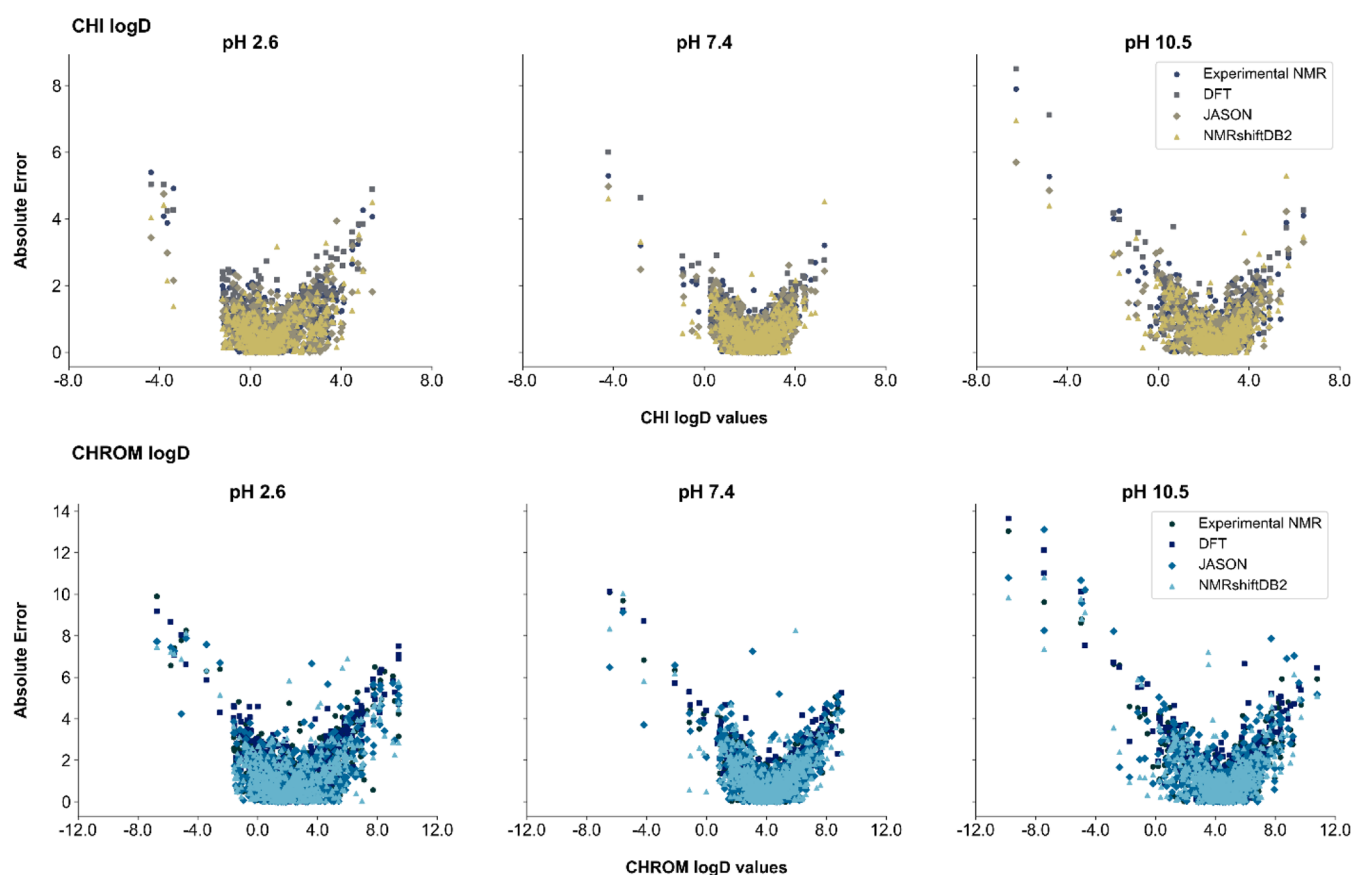 CHI logD
pH 2.6 pH 7.4 pH 10.5
Experimental NMR
DFT
JASON
NMRshiftDB2
Absolute Error
8
6
4
2
0
-8.0 -4.0 0.0 4.0 8.0 -8.0 -4.0 0.0 4.0 8.0 -8.0 -4.0 0.0 4.0 8.0
CHI logD values
CHROM logD
pH 2.6 pH 7.4 pH 10.5
Experimental NMR
DFT
JASON
NMRshiftDB2
Absolute Error
14
12
10
8
6
4
2
0
-12.0 -8.0 -4.0 0.0 4.0 8.0 12.0 -12.0 -8.0 -4.0 0.0 4.0 8.0 12.0 -12.0 -8.0 -4.0 0.0 4.0 8.0 12.0
CHROM logD values